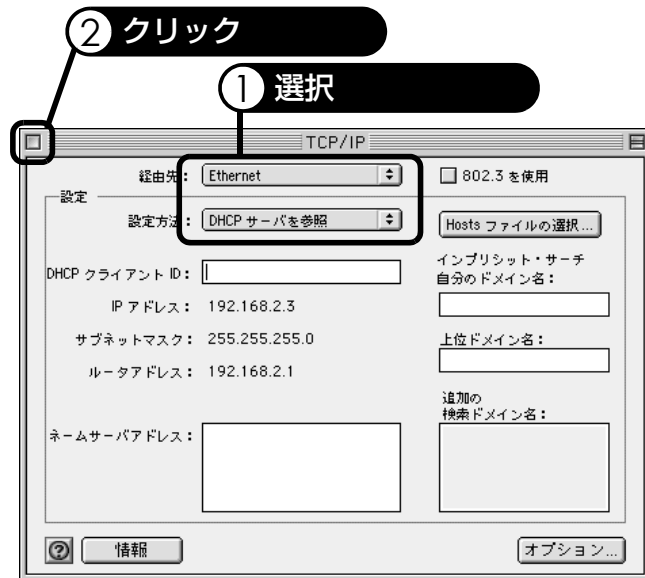 ② クリック
① 選択
TCP/IP
経由先： Ethernet
802.3 を使用
設定
設定方法： DHCP サーバを参照
Hosts ファイルの選択...
DHCP クライアント ID：
インプリシット・サーチ
自分のドメイン名：
IP アドレス： 192.168.2.3
サブネットマスク： 255.255.255.0
上位ドメイン名：
ルータアドレス： 192.168.2.1
追加の
検索ドメイン名：
ネームサーバアドレス：
? 情報
オプション...